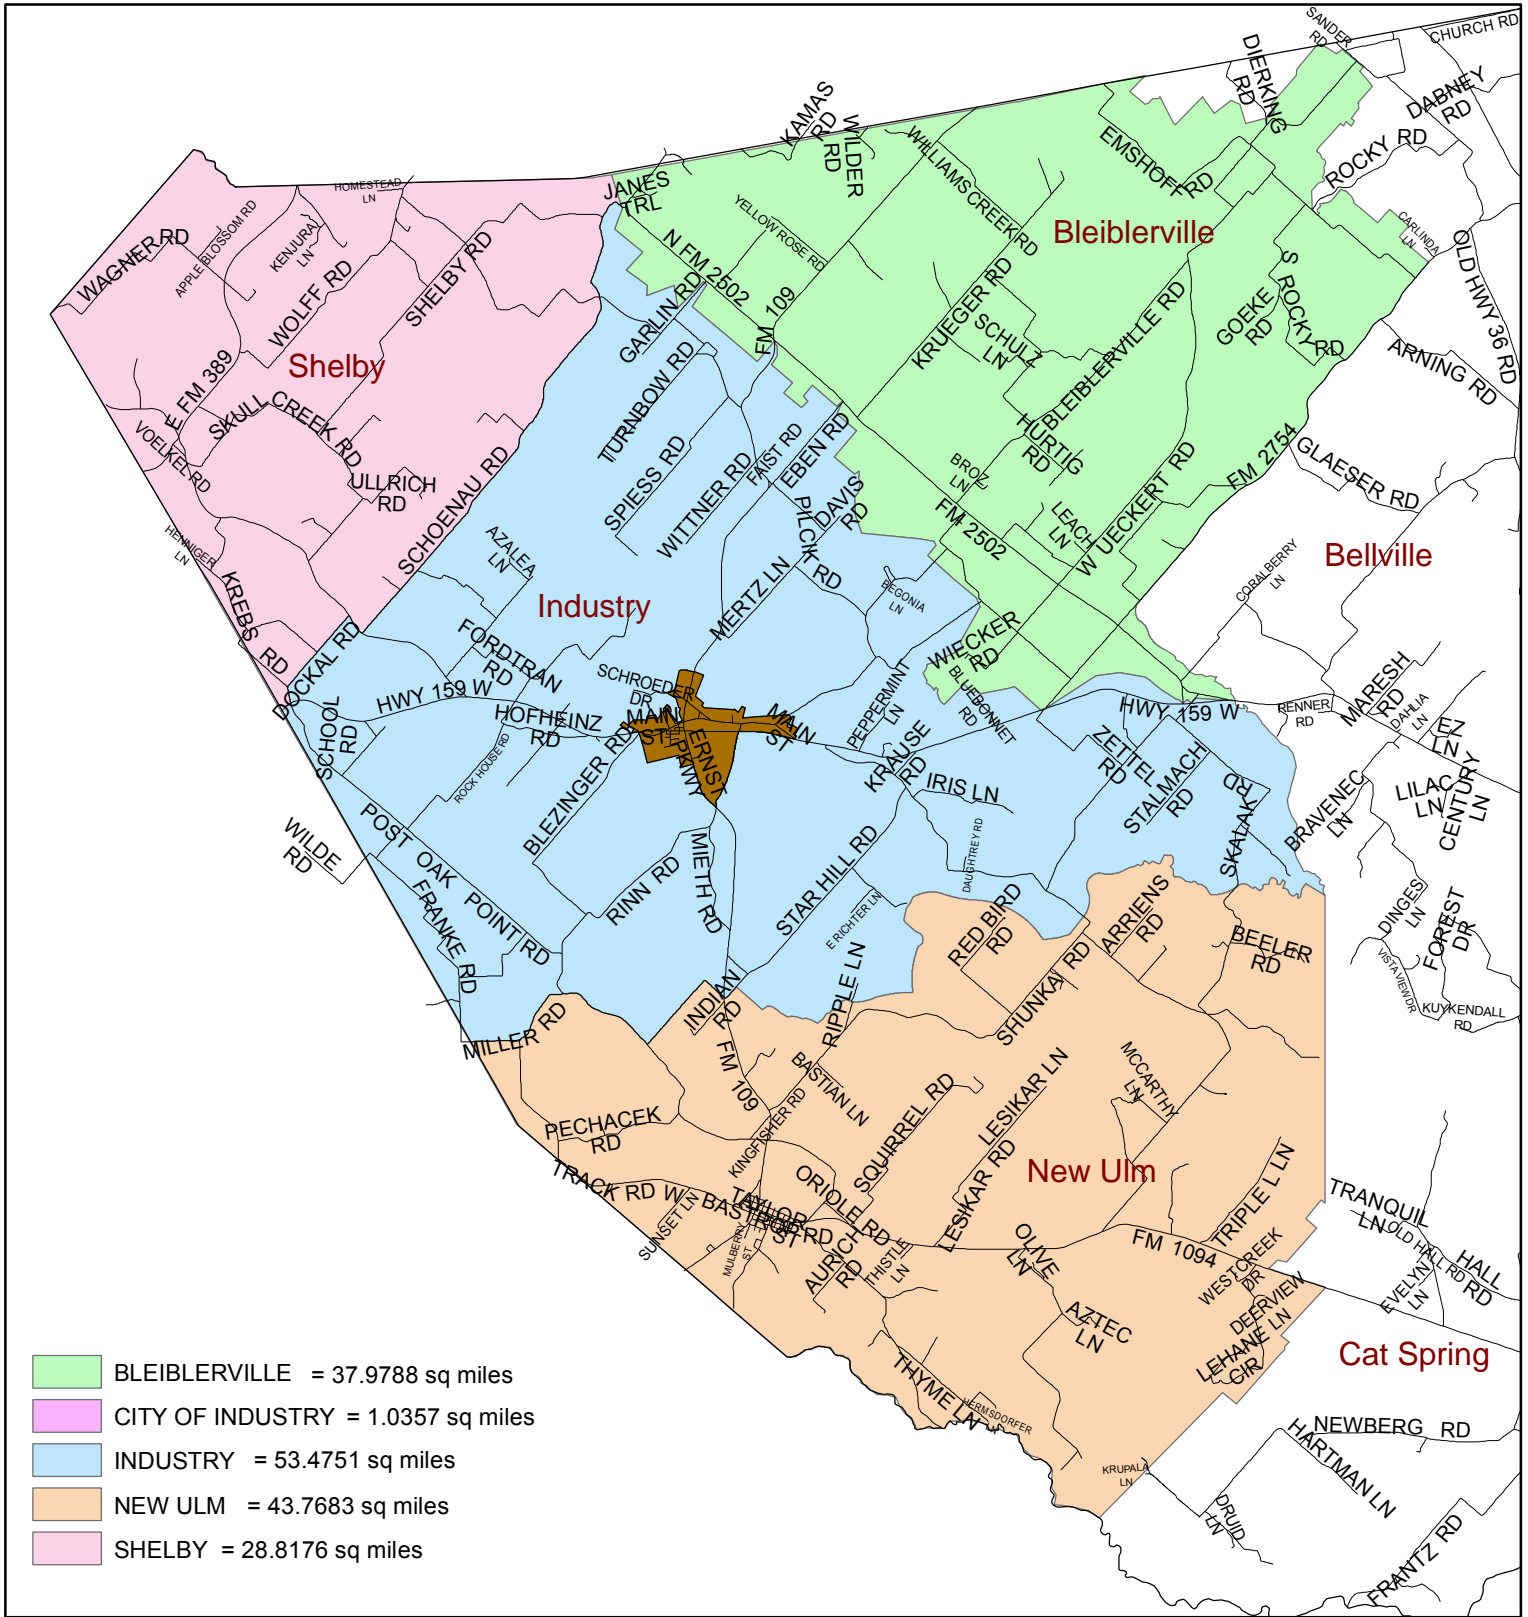 SANDER
RD
CHURCH RD
DIERKING
RD
DABNEY
RD
KAMAS
RD
WILDER
RD
WILLIAMS CREEK RD
EMSHOFF RD
ROCKY RD
HOMESTEAD
LN
JANES
TRL
YELLOW ROSE RD
Bleiblerville
CARLINDA
LN
OLD HWY 36 RD
WAGNER RD
APPLE BLOSSOM RD
KENJURA
LN
WOLFF RD
SHELBY RD
N FM 2502
GARLIN RD
FM 109
KRUEGER RD
SCHULZ
LN
BLEIBLERVILLE RD
GOEKE
RD
S ROCKY RD
ARNING RD
Shelby
E FM 389
TURNBOW RD
SKULL CREEK RD
VOELKEL RD
ULLRICH
RD
SCHOENAU RD
SPIESS RD
WITTNER RD
FAIST RD
EBEN RD
DAVIS
RD
PILCIK RD
HURTIG
RD
BROZ
LN
FM 2502
LEACH
LN
W UECKERT RD
FM 2754
GLAESER RD
HENNIGER
LN
KREBS RD
AZALEA
LN
Industry
MERTZ LN
BEGONIA
LN
Bellville
CORALBERRY
LN
DOCKAL RD
FORDTRAN
RD
SCHROEDER
DR
WIECKER
RD
BLUEBONNET
RD
PEPPERMINT
LN
HWY 159 W
HOFHEINZ
RD
MAIN
ST
MAIN
ST
ERNST
PKWY
HWY 159 W
RENNER
RD
MARESH
RD
DAHLIA
LN
EZ
LN
SCHOOL
RD
ROCK HOUSE RD
BLEZINGER RD
KRAUSE
RD
IRIS LN
ZETTEL
RD
STALMACH
RD
SKALAK RD
BRAVENEC
LN
LILAC
LN
CENTURY
LN
WILDE
RD
POST OAK POINT RD
FRANKE RD
RINN RD
MIETH RD
STAR HILL RD
DAUGHTREY RD
E RICHTER LN
RED BIRD
RD
ARRIENS
RD
BEELER
RD
DINGES
LN
FOREST
DR
VISTA VIEW DR
KUYKENDALL
RD
MILLER RD
INDIAN
RD
RIPPLE LN
SHUNKA RD
FM 109
BASTIAN LN
KINGFISHER RD
SQUIRREL RD
LESIKAR LN
MCCARTHY
LN
PECHACEK
RD
New Ulm
LESIKAR RD
TRACK RD W
SUNSET LN
BASTROP RD
TAYLOR
ST
MULBERRY
ST
ORIOLE RD
AURICH
RD
THISTLE
LN
OLIVE
LN
FM 1094
TRIPLE L LN
WESTCREEK
DR
DEERVIEW
LEHANE LN
CIR
AZTEC
LN
TRANQUIL
LN
OLD HALL RD
HALL
RD
EVELYN
LN
Cat Spring
THYME LN
HERMSDORFER
KRUPALA
LN
NEWBERG RD
HARTMAN LN
DRUID
LN
FRANTZ RD
BLEIBLERVILLE = 37.9788 sq miles
CITY OF INDUSTRY = 1.0357 sq miles
INDUSTRY = 53.4751 sq miles
NEW ULM = 43.7683 sq miles
SHELBY = 28.8176 sq miles